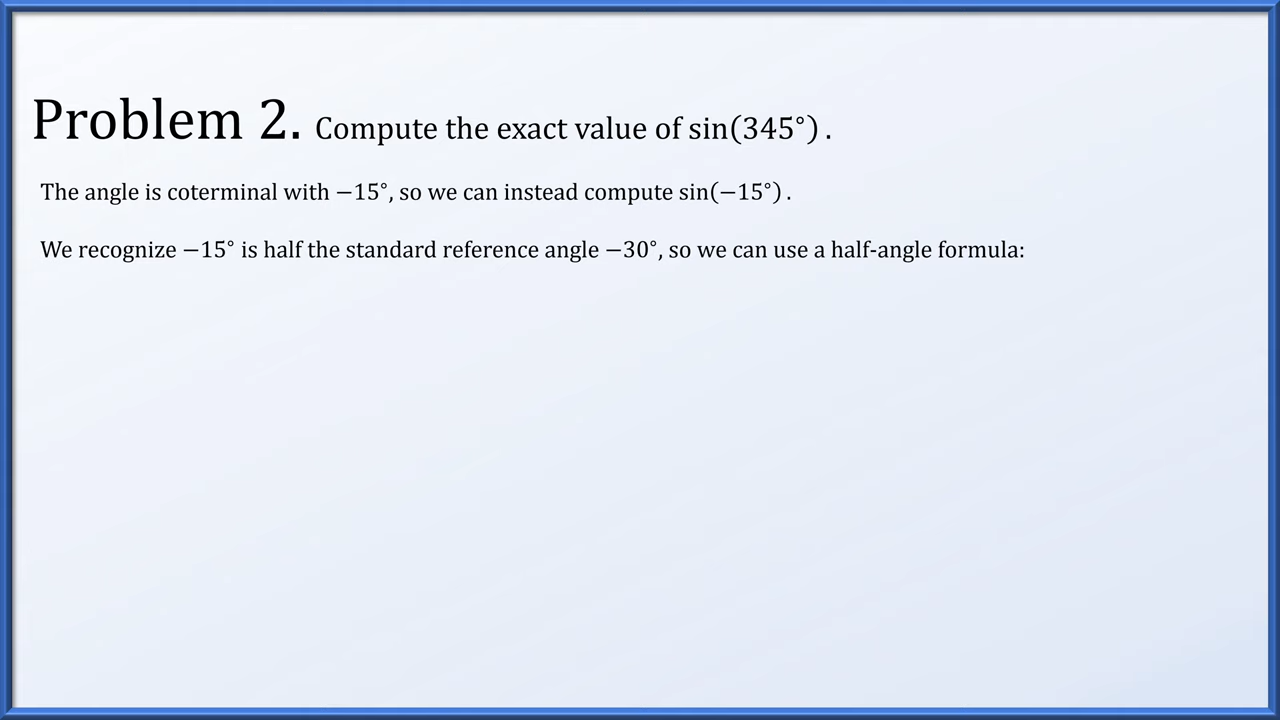 Problem 2. Compute the exact value of sin(345°).
The angle is coterminal with −15°, so we can instead compute sin(−15°).
We recognize −15° is half the standard reference angle −30°, so we can use a half-angle formula: